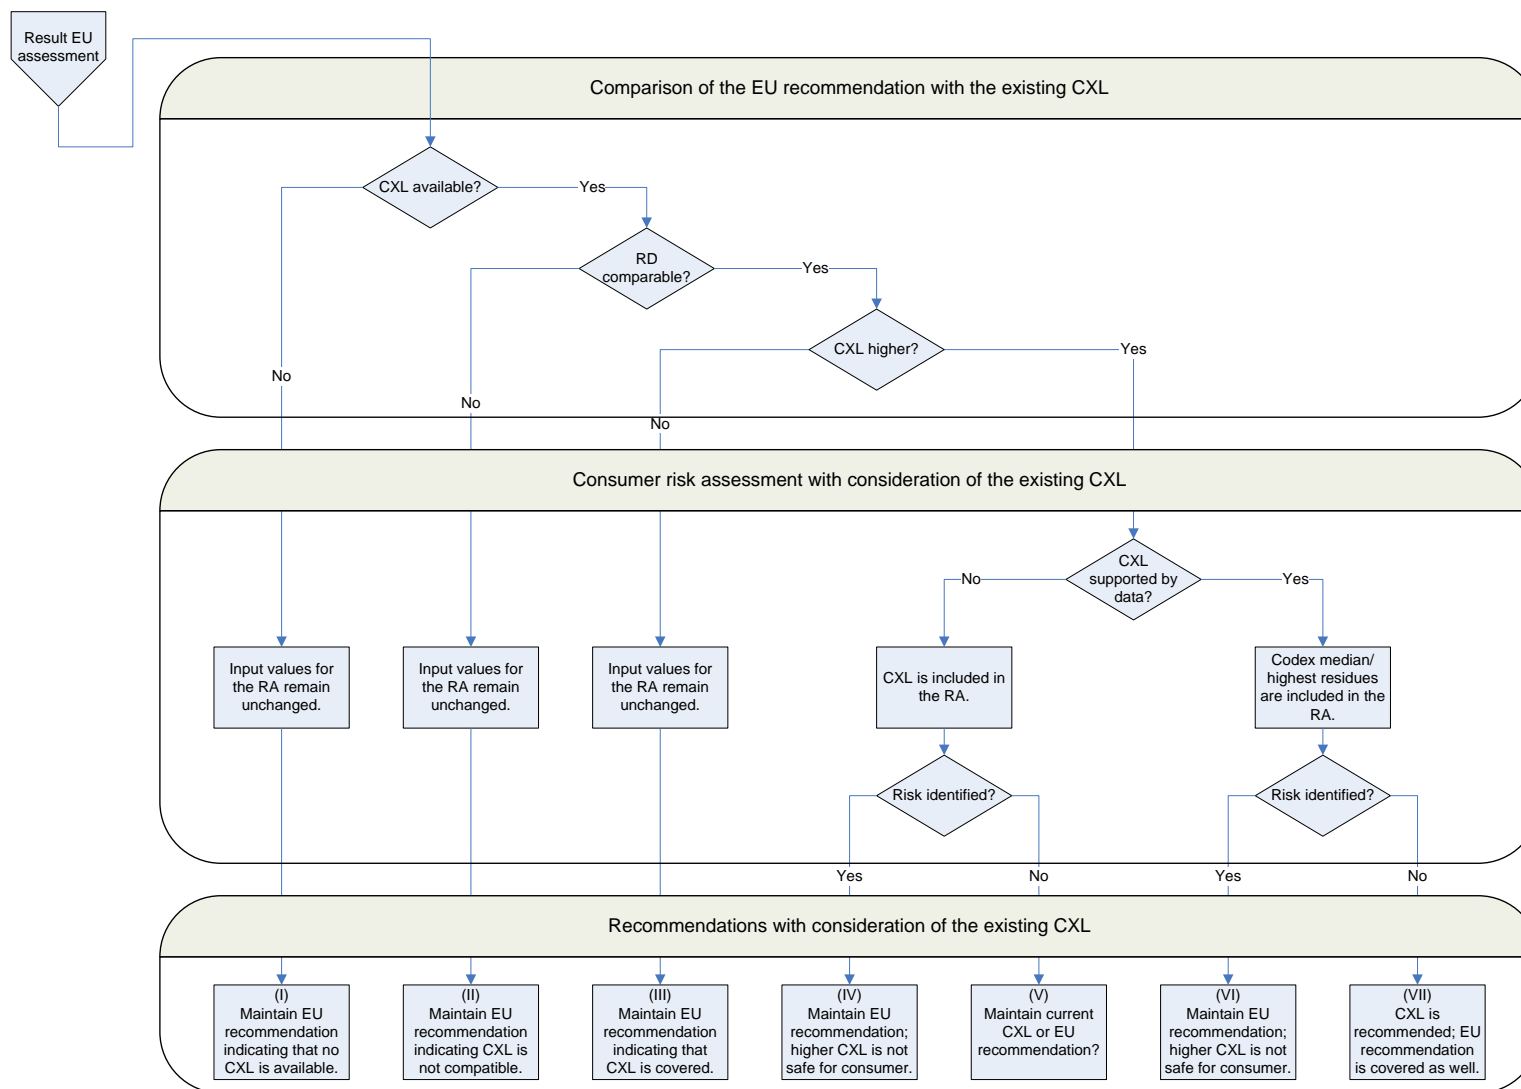 Result EU
assessment
Comparison of the EU recommendation with the existing CXL
CXL available?
Yes
RD
comparable?
Yes
CXL higher?
Yes
No
No
No
Consumer risk assessment with consideration of the existing CXL
CXL
supported by
data?
No
Yes
Input values for
the RA remain
unchanged.
Input values for
the RA remain
unchanged.
Input values for
the RA remain
unchanged.
CXL is included in
the RA.
Codex median/
highest residues
are included in the
RA.
Risk identified?
Risk identified?
Yes
No
Yes
No
Recommendations with consideration of the existing CXL
(I)
Maintain EU
recommendation
indicating that no
CXL is available.
(II)
Maintain EU
recommendation
indicating CXL is
not compatible.
(III)
Maintain EU
recommendation
indicating that
CXL is covered.
(IV)
Maintain EU
recommendation;
higher CXL is not
safe for consumer.
(V)
Maintain current
CXL or EU
recommendation?
(VI)
Maintain EU
recommendation;
higher CXL is not
safe for consumer.
(VII)
CXL is
recommended; EU
recommendation
is covered as well.